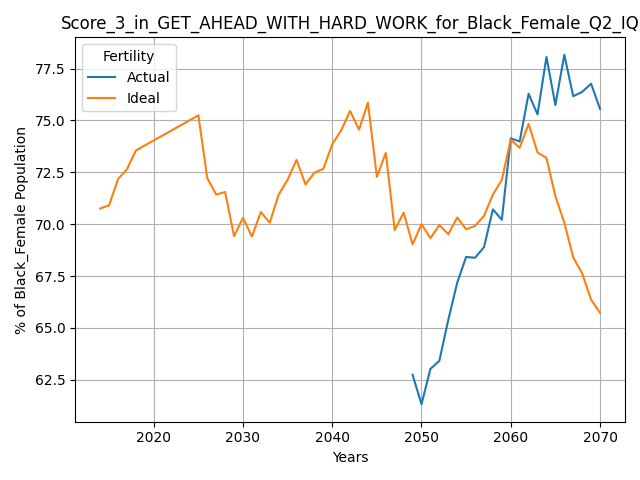 Score_3_in_GET_AHEAD_WITH_HARD_WORK_for_Black_Female_Q2_IQ
Fertility
Actual
Ideal
% of Black_Female Population
77.5
75.0
72.5
70.0
67.5
65.0
62.5
2020
2030
2040
2050
2060
2070
Years